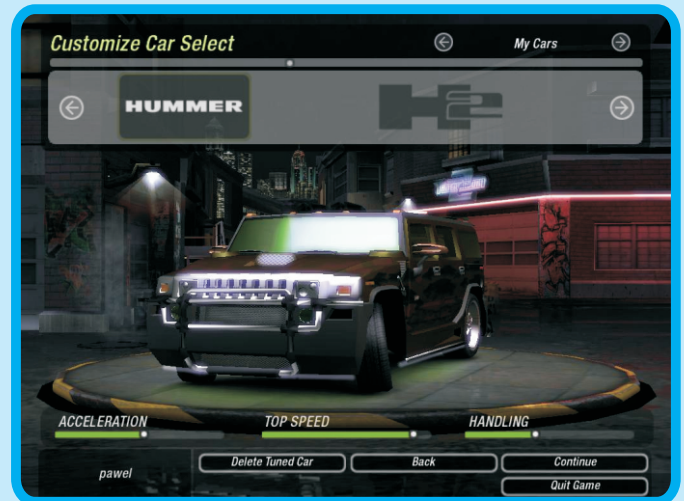 Customize Car Select
My Cars
HUMMER
H2
ACCELERATION
TOP SPEED
HANDLING
pawel
Delete Tuned Car
Back
Continue
Quit Game